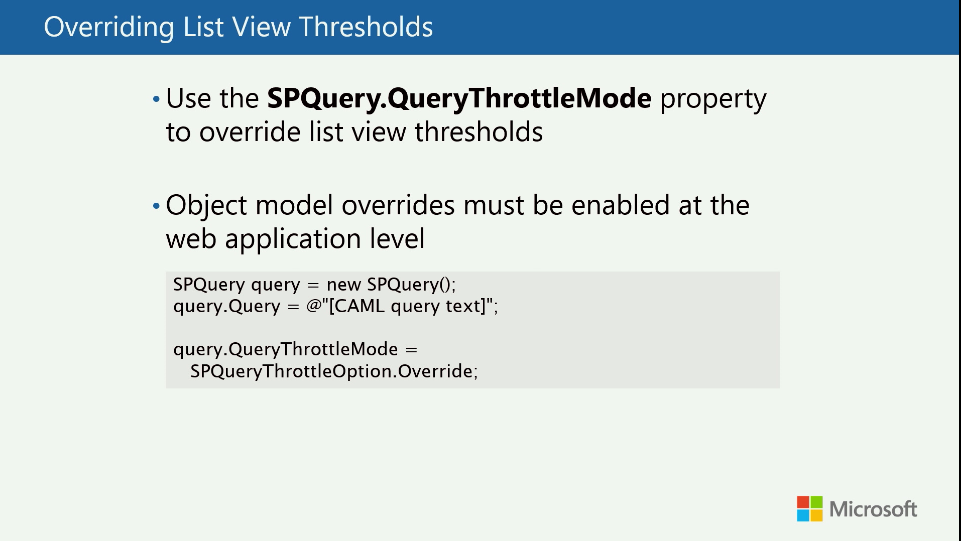 Overriding List View Thresholds
• Use the SPQuery.QueryThrottleMode property
to override list view thresholds
• Object model overrides must be enabled at the
web application level
SPQuery query = new SPQuery();
query.Query = @"[CAML query text]";
query.QueryThrottleMode =
SPQueryThrottleOption.Override;
Microsoft